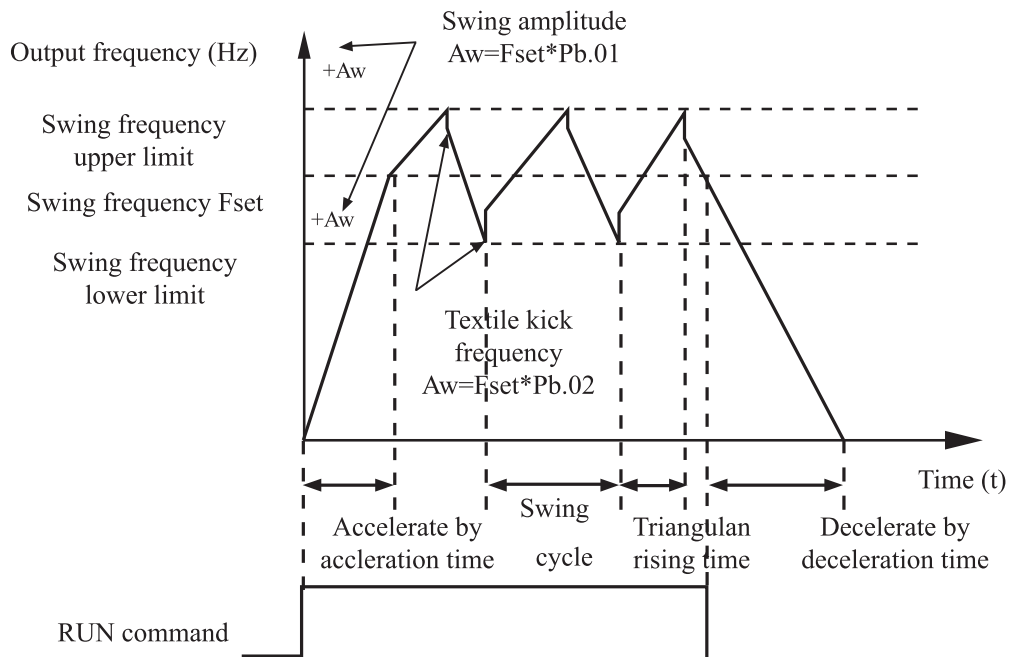 Swing amplitude
Aw=Fset*Pb.01
Output frequency (Hz)
+Aw
Swing frequency
upper limit
Swing frequency Fset
+Aw
Swing frequency
lower limit
Textile kick
frequency
Aw=Fset*Pb.02
Time (t)
Accelerate by
accleration time
Swing
cycle
Triangulan
rising time
Decelerate by
deceleration time
RUN command